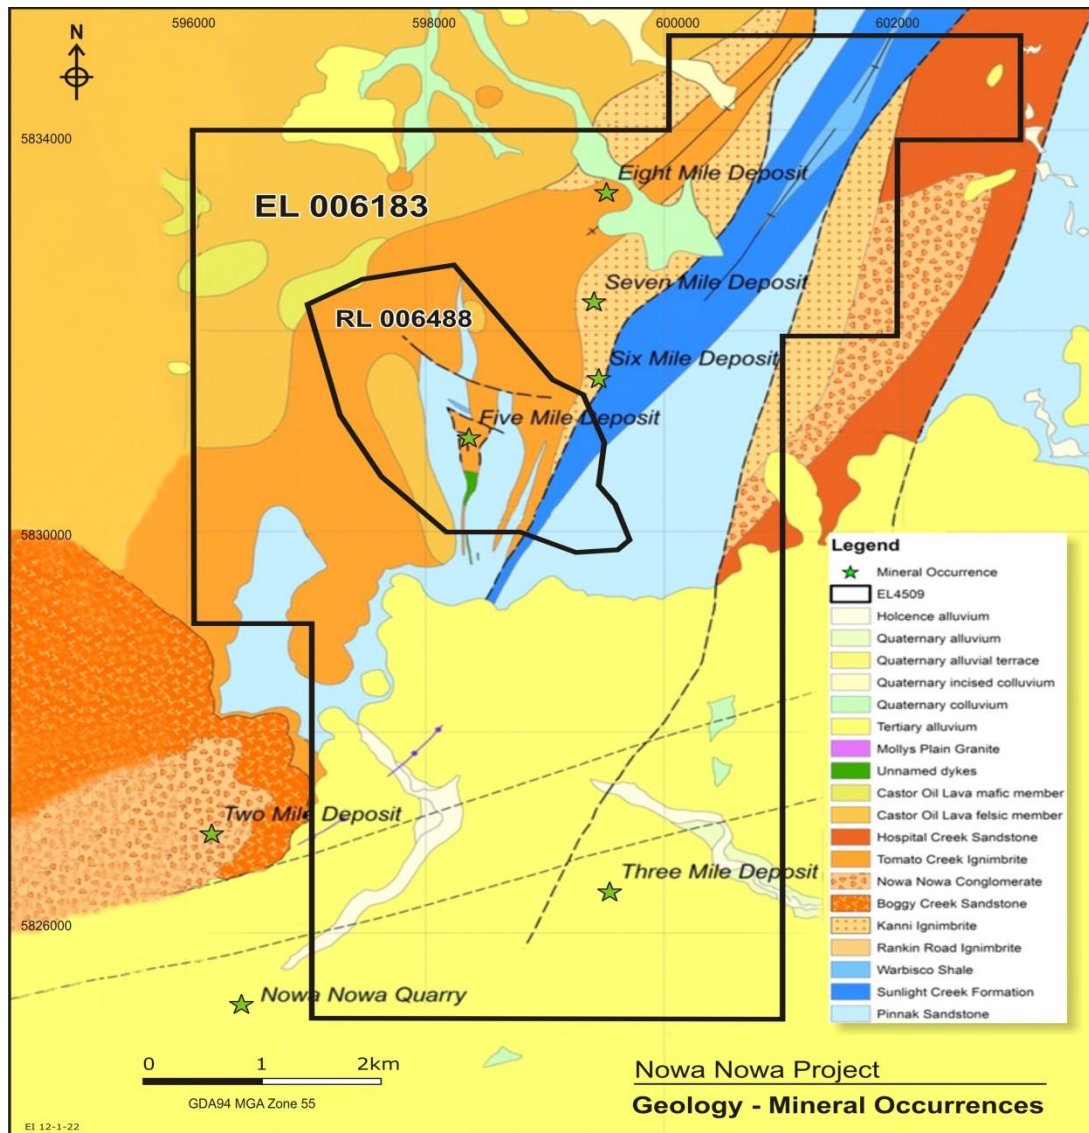 596000
598000
600000
602000
N
5834000
EL 006183
Eight Mile Deposit
Seven Mile Deposit
RL 006488
Six Mile Deposit
Five Mile Deposit
5830000
Legend
Mineral Occurrence
EL4509
Holcence alluvium
Quaternary alluvium
Quaternary alluvial terrace
Quaternary incised colluvium
Quaternary colluvium
Tertiary alluvium
Mollys Plain Granite
Unnamed dykes
Castor Oil Lava mafic member
Castor Oil Lava felsic member
Hospital Creek Sandstone
Tomato Creek Ignimbrite
Nowa Nowa Conglomerate
Boggy Creek Sandstone
Kanni Ignimbrite
Rankin Road Ignimbrite
Warbisco Shale
Sunlight Creek Formation
Pinnak Sandstone
Two Mile Deposit
Three Mile Deposit
5826000
Nowa Nowa Quarry
0 1 2km
GDA94 MGA Zone 55
Nowa Nowa Project
Geology - Mineral Occurrences
EI 12-1-22